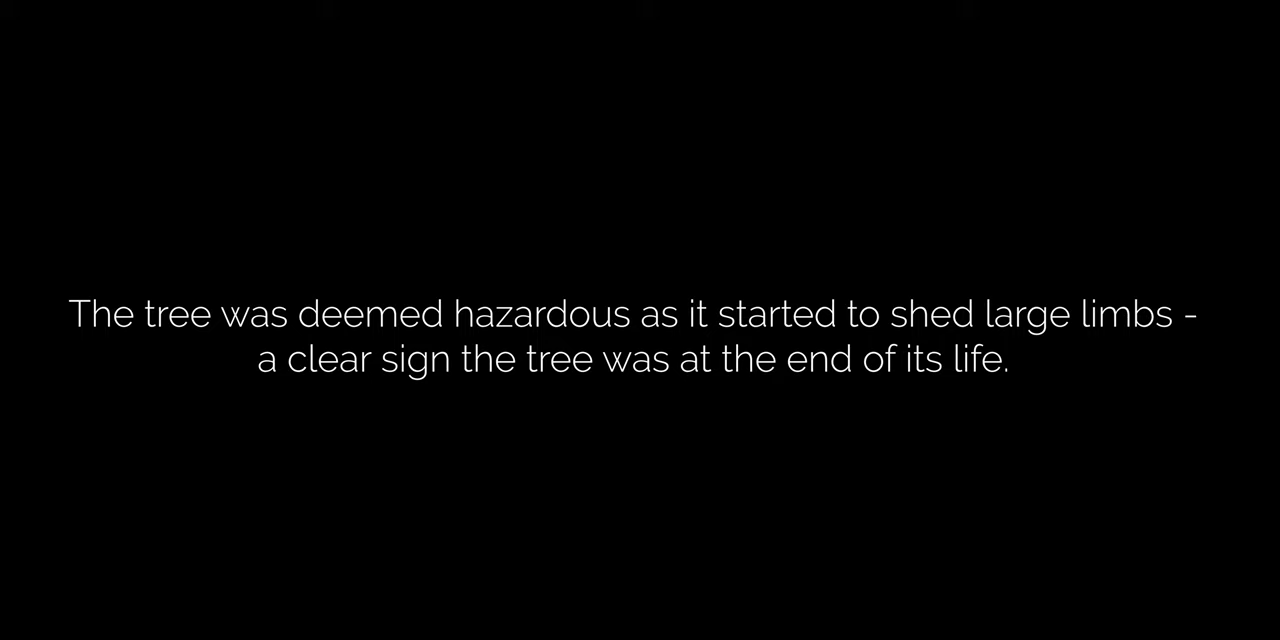 The tree was deemed hazardous as it started to shed large limbs -
a clear sign the tree was at the end of its life.